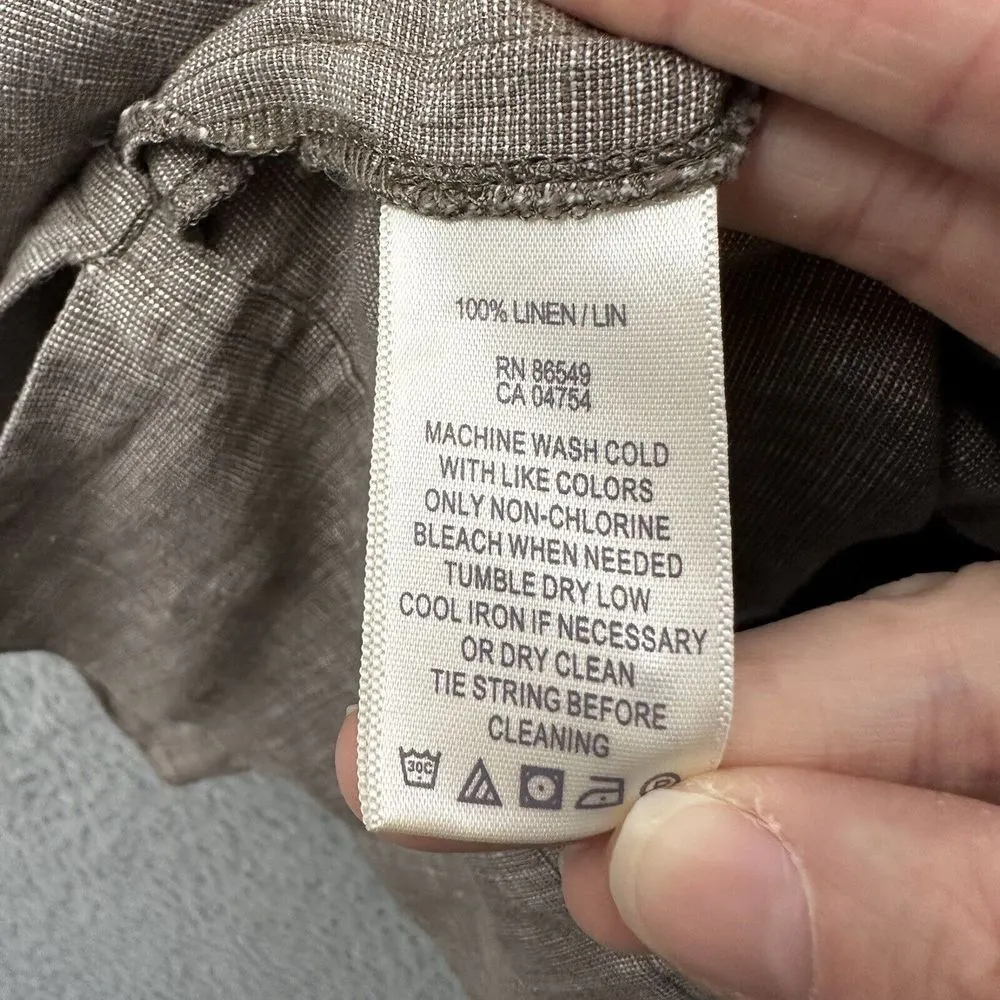 100% LINEN / LIN
RN 86549
CA 04754
MACHINE WASH COLD
WITH LIKE COLORS
ONLY NON-CHLORINE
BLEACH WHEN NEEDED
TUMBLE DRY LOW
COOL IRON IF NECESSARY
OR DRY CLEAN
TIE STRING BEFORE
CLEANING
30C P